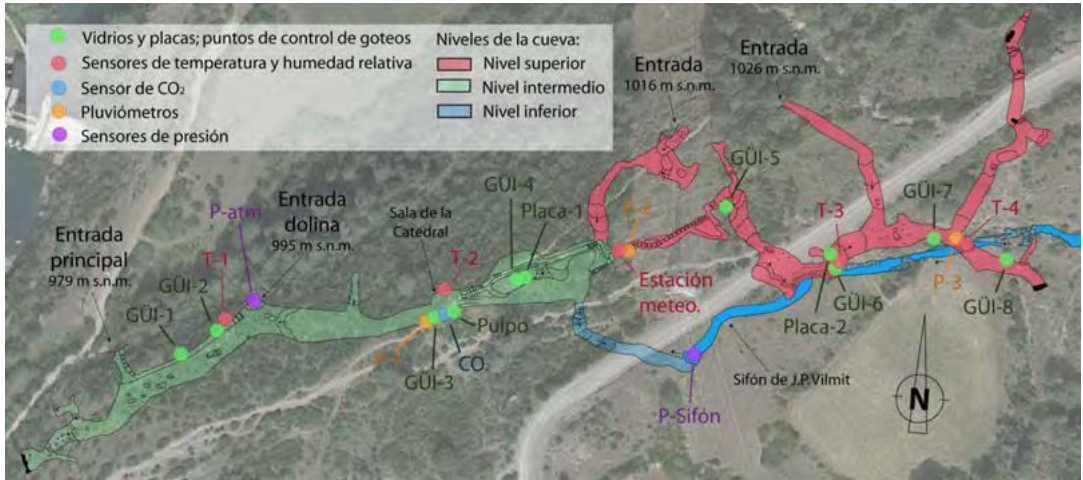 Vidrios y placas; puntos de control de goteos
Sensores de temperatura y humedad relativa
Sensor de CO₂
Pluviómetros
Sensores de presión
Niveles de la cueva:
Nivel superior
Nivel intermedio
Nivel inferior
Entrada
1016 m s.n.m.
Entrada
1026 m s.n.m.
Entrada
principal
979 m s.n.m.
GÜI-1
GÜI-2
T-1
P-atm
Entrada
dolina
995 m s.n.m.
Sala de la
Catedral
T-2
GÜI-4
Placa-1
P-1
GÜI-3
CO₂
Pulpo
P-2
Estación
meteo.
GÜI-5
P-Sifón
Sifón de J.P.Vilmit
T-3
Placa-2
GÜI-6
GÜI-7
T-4
P-3
GÜI-8
N